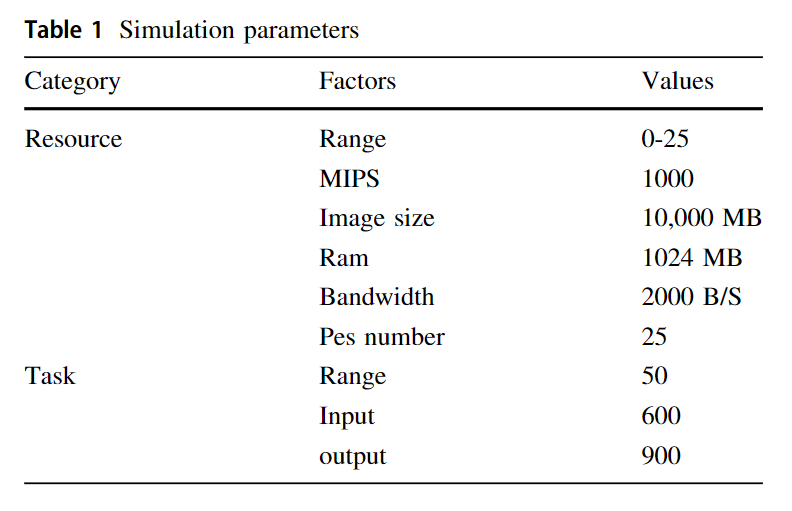 Table 1 Simulation parameters
Category Factors Values
Resource Range 0-25
MIPS 1000
Image size 10,000 MB
Ram 1024 MB
Bandwidth 2000 B/S
Pes number 25
Task Range 50
Input 600
output 900